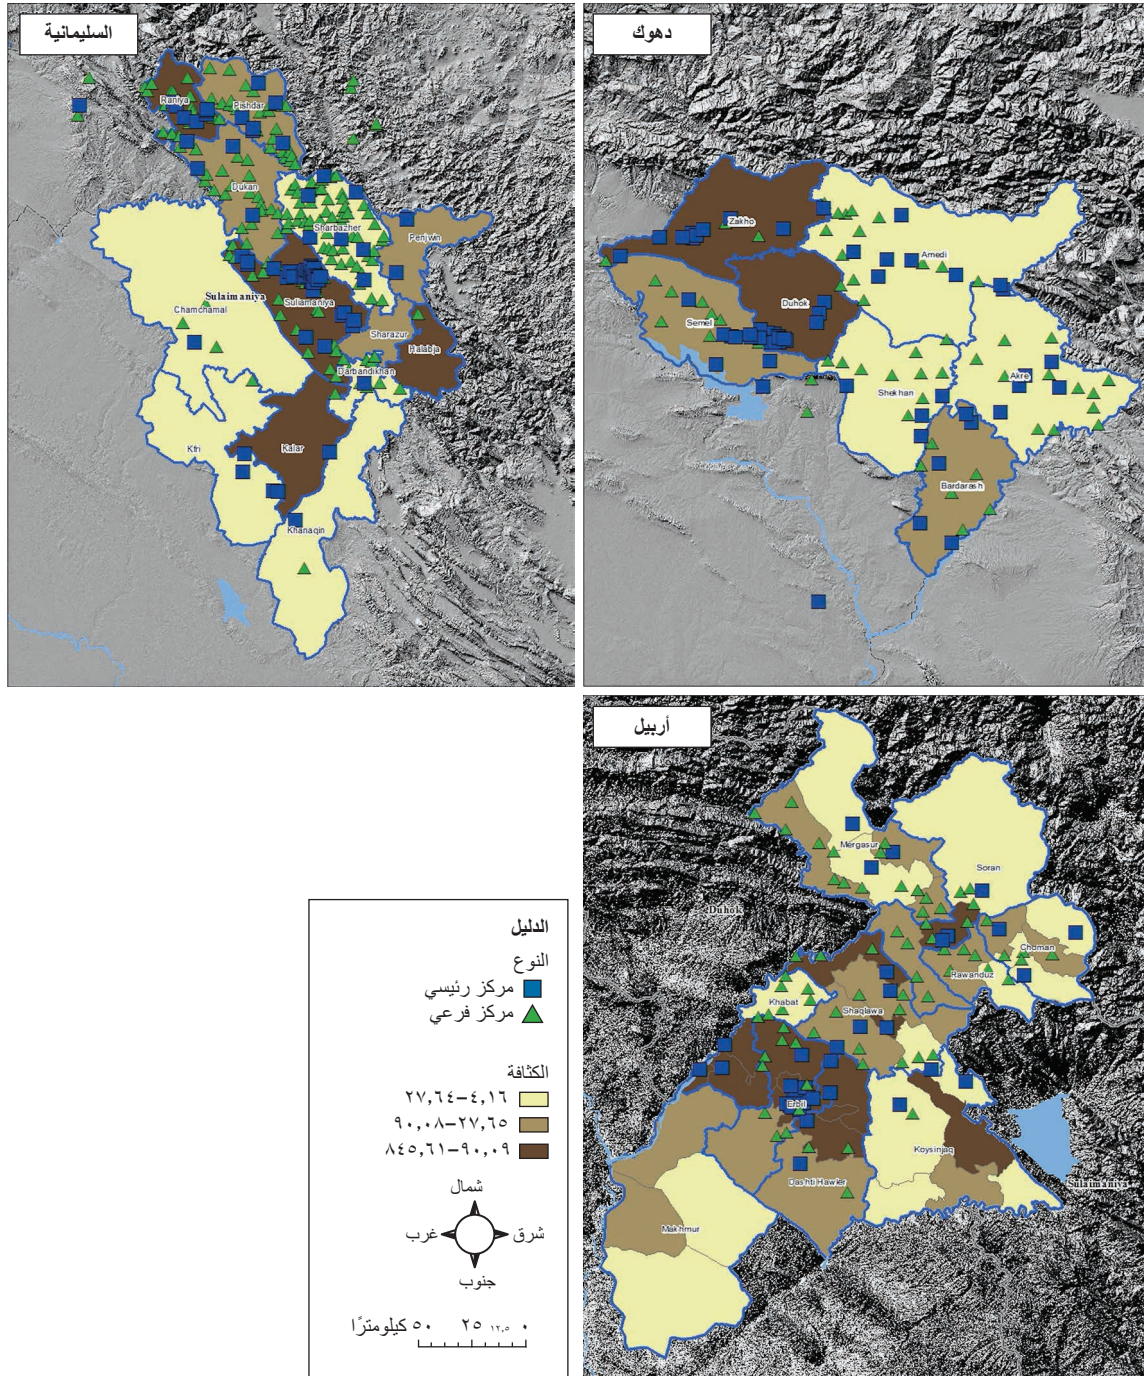 السليمانية
Raniya
Pishdar
Dukan
Sharbazher
Penjwin
Sulaimaniya
Chamchamal
Sulaimaniya
Sharazur
Halabja
Darbandikhan
Kfri
Kalar
Khanaqin
دهوك
Zakho
Amedi
Duhok
Semel
Shekhan
Akre
Bardarash
أربيل
Mergasur
Soran
Duhok
Choman
Rawanduz
Khabat
Shaqlawa
Erbil
Koysinjaq
Sulaimaniya
Dashti Hawler
Makhmur
الدليل
النوع
مركز رئيسي
مركز فرعي
الكثافة
٤,١٦–٢٧,٦٤
٢٧,٦٥–٩٠,٠٨
٩٠,٠٩–٨٤٥,٦١
شمال
شرق
غرب
جنوب
٠ ١٢,٥ ٢٥ ٥٠ كيلومترًا